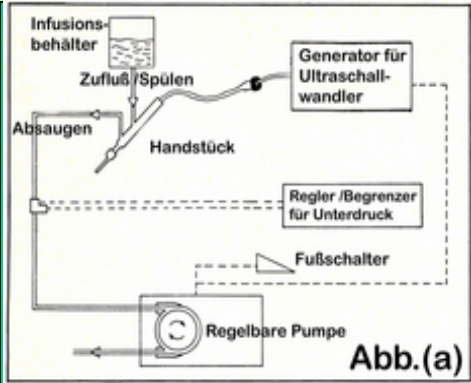 Infusions-
behälter
Zufluß/Spülen
Absaugen
Handstück
Generator für
Ultraschall-
wandler
Regler/Begrenzer
für Unterdruck
Fußschalter
Regelbare Pumpe
Abb.(a)